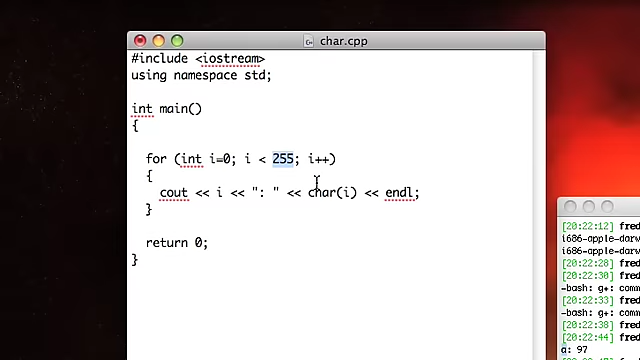 char.cpp
#include <iostream>
using namespace std;
int main()
{
for (int i=0; i < 255; i++)
{
cout << i << ": " << char(i) << endl;
}
return 0;
}
[20:22:12] fred
i686-apple-darw
i686-apple-darw
[20:22:28] fred
[20:22:30] fred
-bash: g+: comm
[20:22:33] fred
-bash: g+: comm
[20:22:38] fred
[20:22:44] fred
a: 97